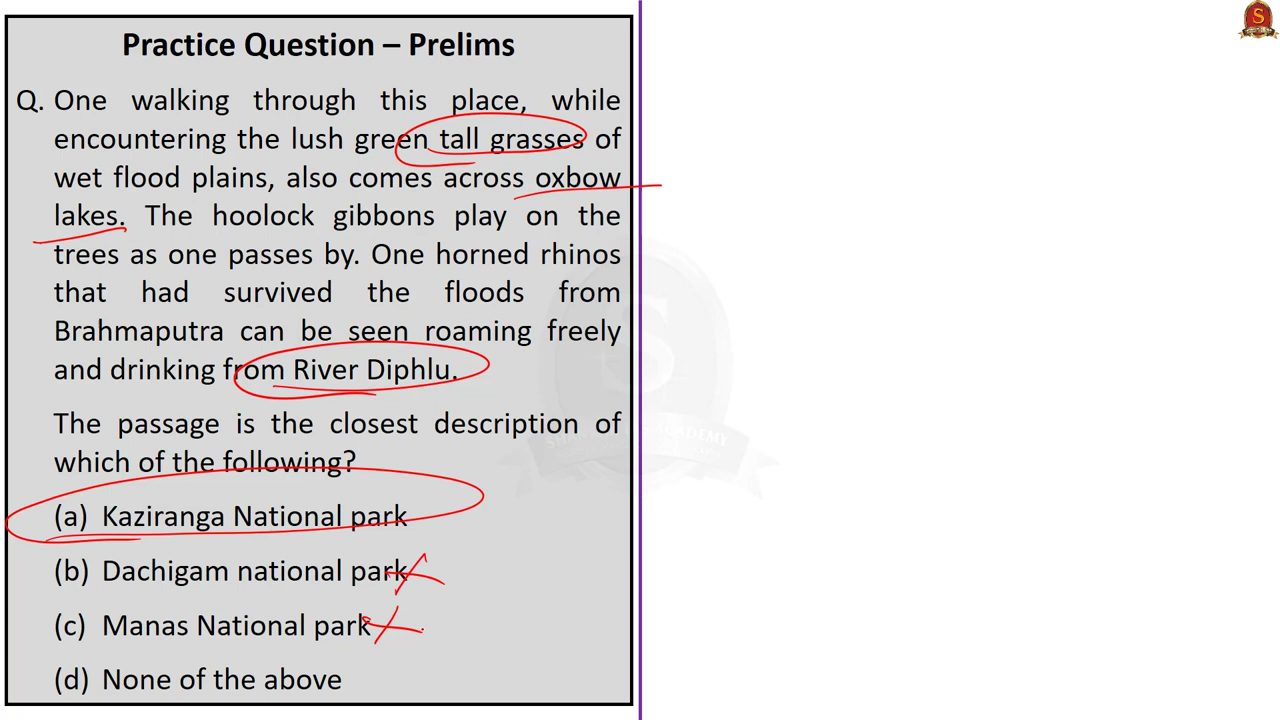 Practice Question – Prelims
Q. One walking through this place, while
encountering the lush green tall grasses of
wet flood plains, also comes across oxbow
lakes. The hoolock gibbons play on the
trees as one passes by. One horned rhinos
that had survived the floods from
Brahmaputra can be seen roaming freely
and drinking from River Diphlu.
The passage is the closest description of
which of the following?
(a) Kaziranga National park
(b) Dachigam national park
(c) Manas National park
(d) None of the above
S